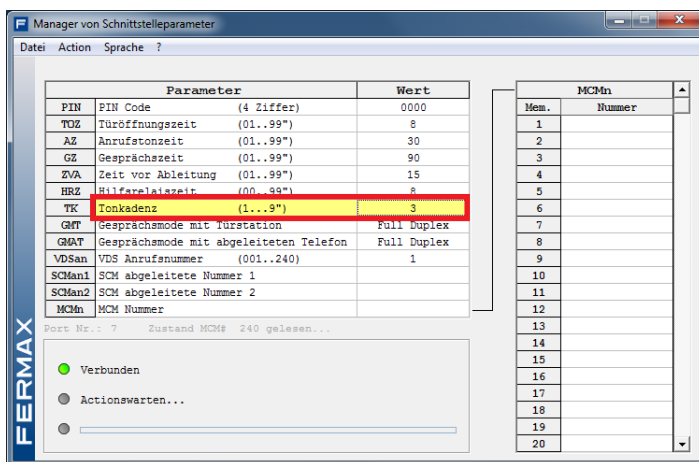 Manager von Schnittstelleparameter
Datei Action Sprache ?
Parameter Wert
PIN PIN Code (4 Ziffer) 0000
TOZ Türöffnungszeit (01..99") 8
AZ Anrufstonzeit (01..99") 30
GZ Gesprächszeit (01..99") 90
ZVA Zeit vor Ableitung (01..99") 15
HRZ Hilfsrelaiszeit (00..99") 8
TK Tonkadenz (1...9") 3
GMT Gesprächsmode mit Türstation Full Duplex
GMAT Gesprächsmode mit abgeleiteten Telefon Full Duplex
VDSan VDS Anrufsnummer (001..240) 1
SCMan1 SCM abgeleitete Nummer 1
SCMan2 SCM abgeleitete Nummer 2
MCMn MCM Nummer
Port Nr.: 7 Zustand MCM# 240 gelesen...
Verbunden
Actionswarten...
FERMAX
MCMn
Mem. Nummer
1
2
3
4
5
6
7
8
9
10
11
12
13
14
15
16
17
18
19
20